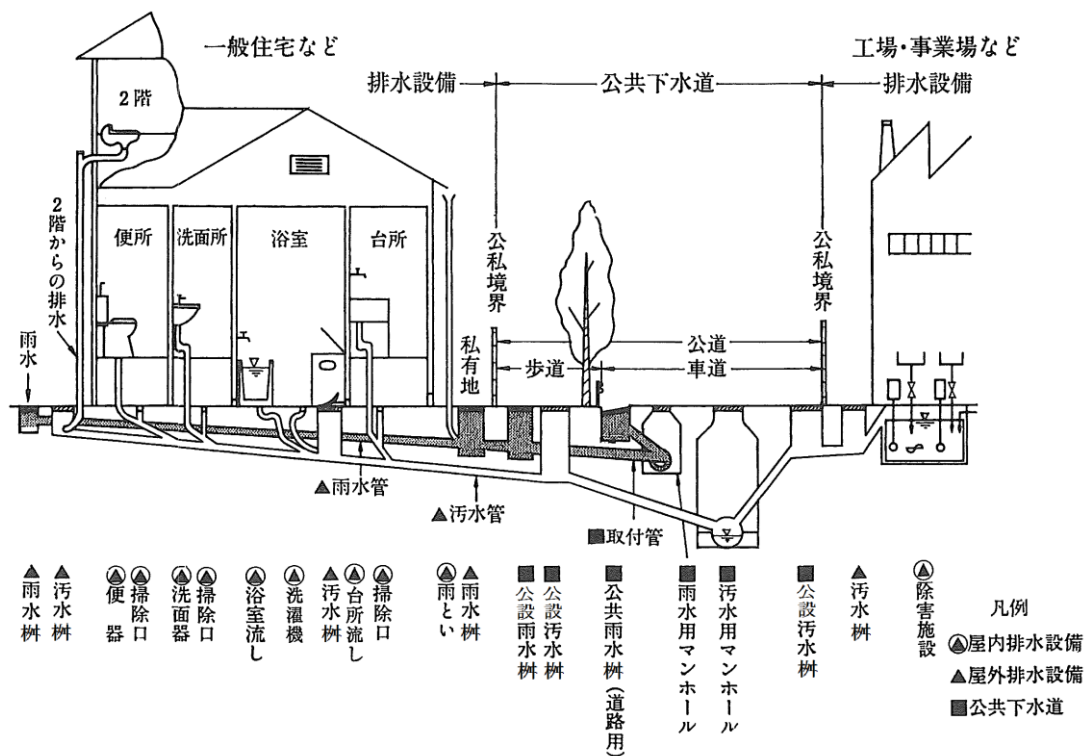 一般住宅など
工場・事業場など
排水設備
公共下水道
排水設備
2階
2階からの排水
雨水
便所
洗面所
浴室
台所
私有地
公私境界
公私境界
公道
歩道
車道
▲雨水管
▲汚水管
■取付管
▲雨水桝
▲汚水桝
便器
掃除口
洗面器
掃除口
浴室流し
洗濯機
▲汚水桝
台所流し
掃除口
雨とい
▲雨水桝
■公設雨水桝
■公設汚水桝
■公共雨水桝(道路用)
■雨水用マンホール
■汚水用マンホール
■公設汚水桝
▲汚水桝
除害施設
凡例
屋内排水設備
▲屋外排水設備
■公共下水道